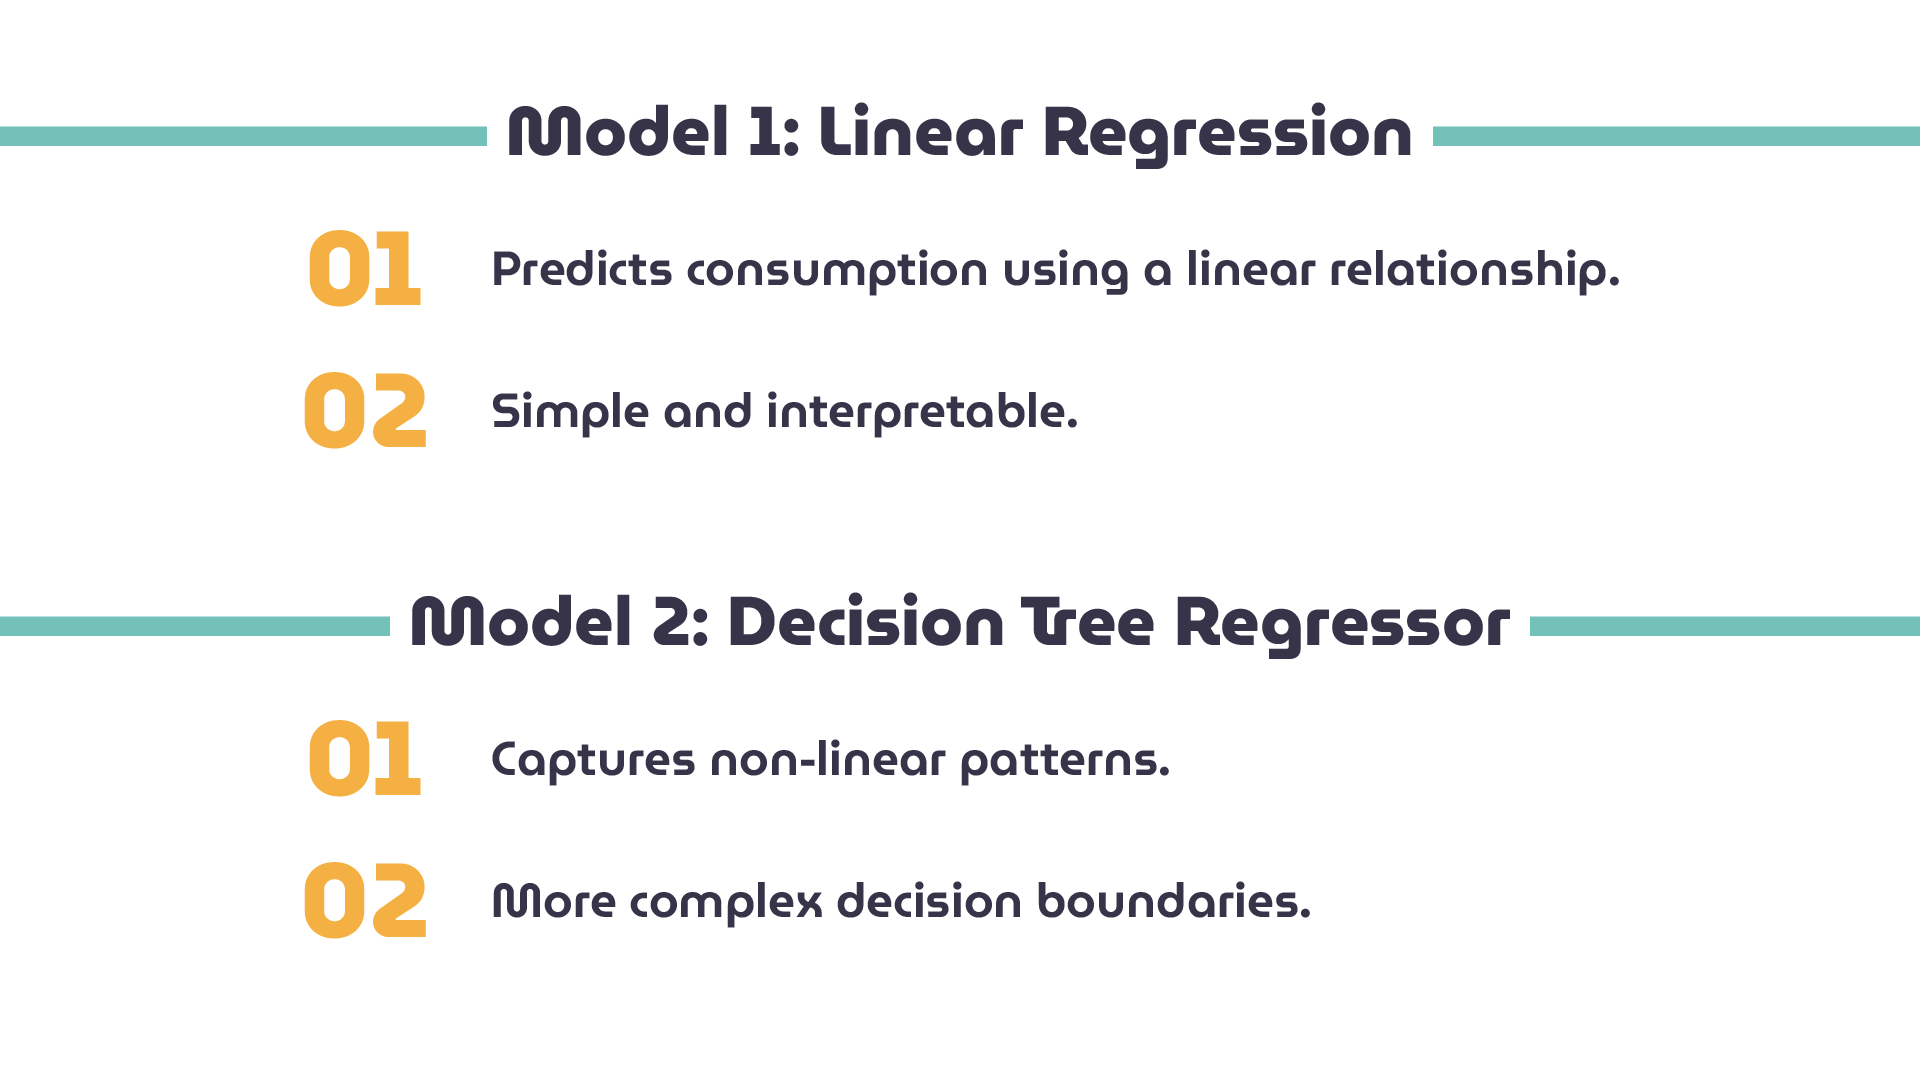 Model 1: Linear Regression
01 Predicts consumption using a linear relationship.
02 Simple and interpretable.
Model 2: Decision Tree Regressor
01 Captures non-linear patterns.
02 More complex decision boundaries.